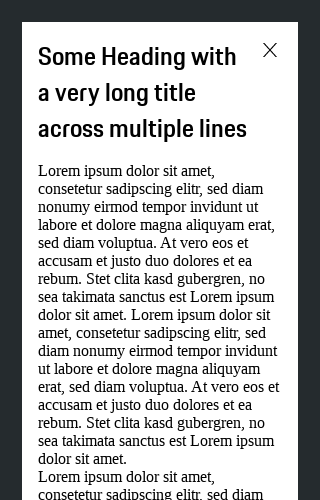 Some Heading with
a very long title
across multiple lines
Lorem ipsum dolor sit amet,
consetetur sadipscing elitr, sed diam
nonumy eirmod tempor invidunt ut
labore et dolore magna aliquyam erat,
sed diam voluptua. At vero eos et
accusam et justo duo dolores et ea
rebum. Stet clita kasd gubergren, no
sea takimata sanctus est Lorem ipsum
dolor sit amet. Lorem ipsum dolor sit
amet, consetetur sadipscing elitr, sed
diam nonumy eirmod tempor invidunt
ut labore et dolore magna aliquyam
erat, sed diam voluptua. At vero eos et
accusam et justo duo dolores et ea
rebum. Stet clita kasd gubergren, no
sea takimata sanctus est Lorem ipsum
dolor sit amet.
Lorem ipsum dolor sit amet,
consetetur sadipscing elitr, sed diam